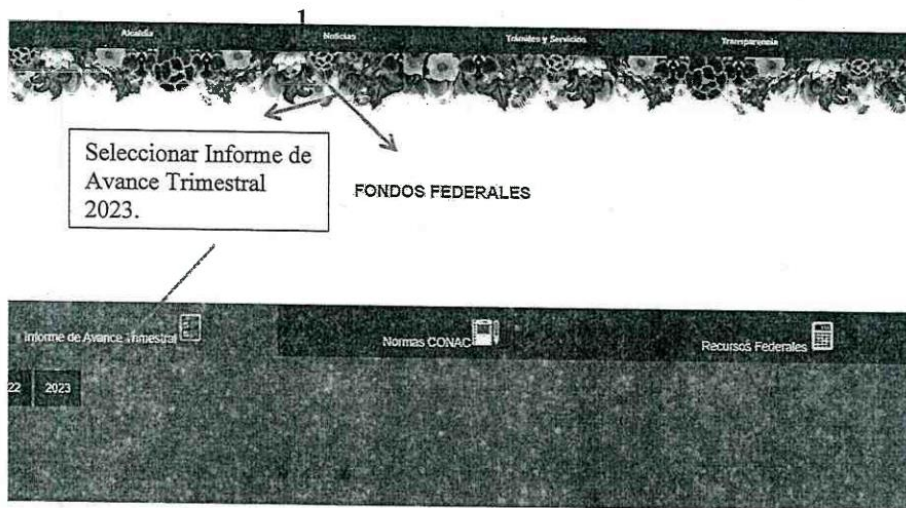 1
Alcaldía Noticias Trámites y Servicios Transparencia
Seleccionar Informe de
Avance Trimestral
2023.
FONDOS FEDERALES
Informe de Avance Trimestral Normas CONAC Recursos Federales
22 2023